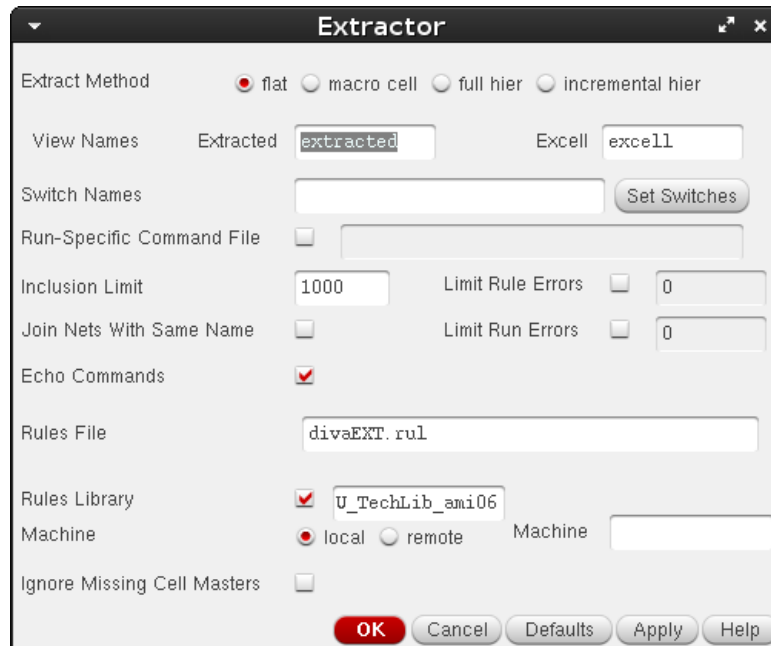 Extractor
Extract Method flat macro cell full hier incremental hier
View Names Extracted extracted Excell excell
Switch Names Set Switches
Run-Specific Command File
Inclusion Limit 1000 Limit Rule Errors 0
Join Nets With Same Name Limit Run Errors 0
Echo Commands
Rules File divaEXT.rul
Rules Library U_TechLib_ami06
Machine local remote Machine
Ignore Missing Cell Masters
OK Cancel Defaults Apply Help